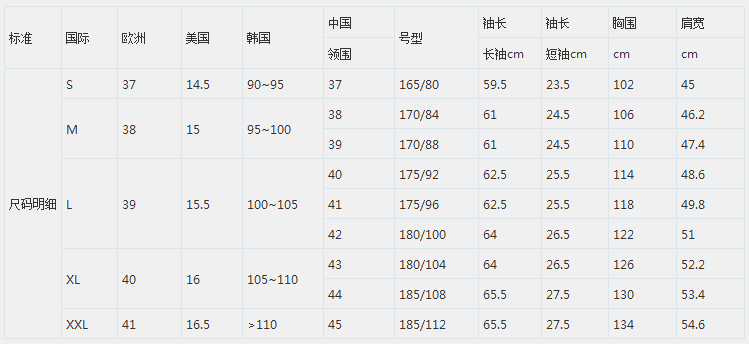 标准 国际 欧洲 美国 韩国 中国 号型 袖长 袖长 胸围 肩宽
领围 长袖cm 短袖cm cm cm
尺码明细 S 37 14.5 90~95 37 165/80 59.5 23.5 102 45
M 38 15 95~100 38 170/84 61 24.5 106 46.2
39 170/88 61 24.5 110 47.4
L 39 15.5 100~105 40 175/92 62.5 25.5 114 48.6
41 175/96 62.5 25.5 118 49.8
42 180/100 64 26.5 122 51
XL 40 16 105~110 43 180/104 64 26.5 126 52.2
44 185/108 65.5 27.5 130 53.4
XXL 41 16.5 >110 45 185/112 65.5 27.5 134 54.6